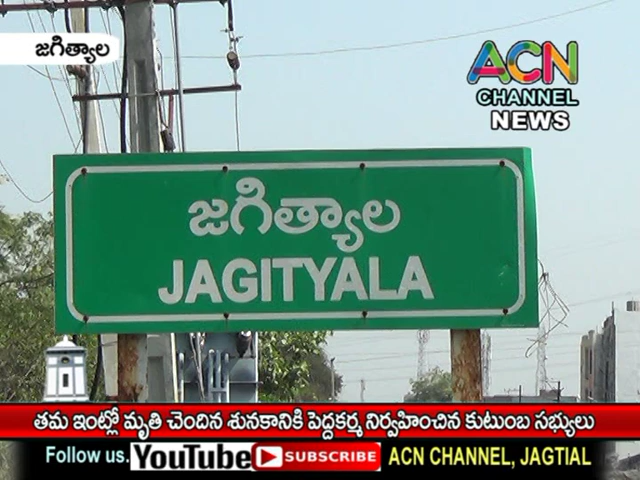 జగిత్యాల
ACN
CHANNEL
NEWS
జగిత్యాల
JAGITYALA
తమ ఇంట్లో మృతి చెందిన శునకానికి పెద్దకర్మ నిర్వహించిన కుటుంబ సభ్యులు
Follow us. YouTube SUBSCRIBE ACN CHANNEL, JAGTIAL